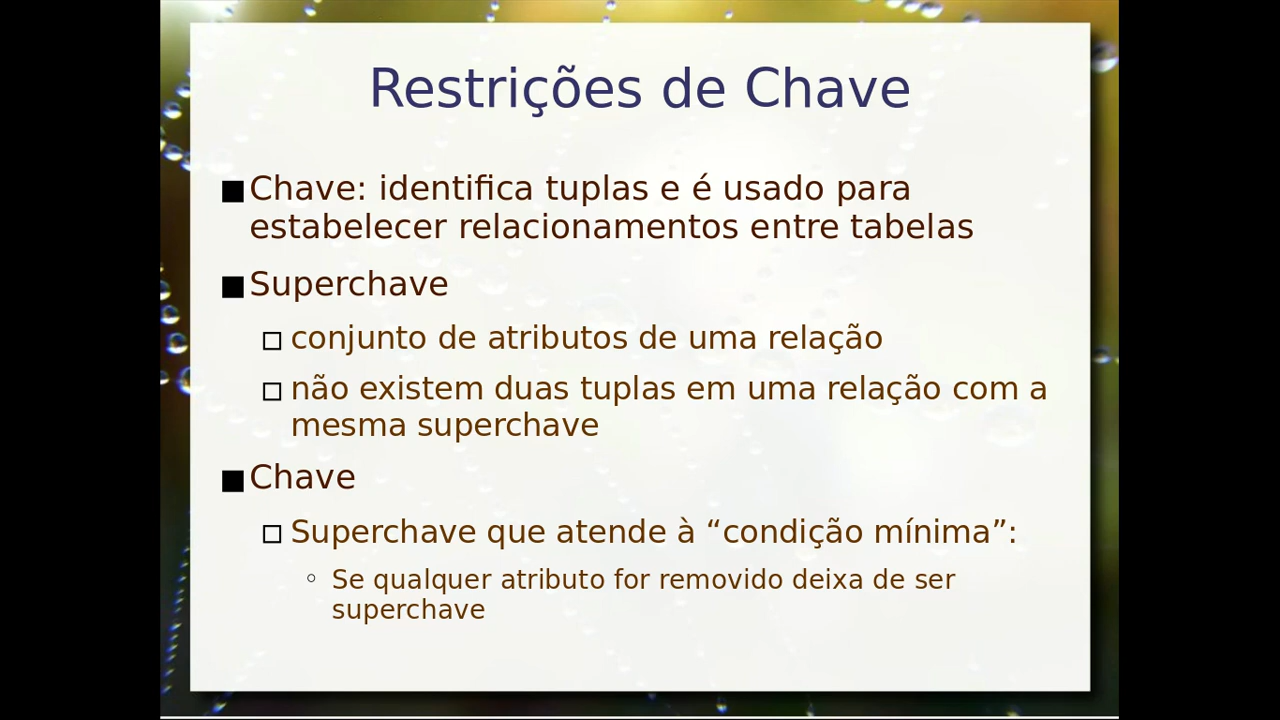 Restrições de Chave
Chave: identifica tuplas e é usado para
estabelecer relacionamentos entre tabelas
Superchave
conjunto de atributos de uma relação
não existem duas tuplas em uma relação com a
mesma superchave
Chave
Superchave que atende à “condição mínima”:
Se qualquer atributo for removido deixa de ser
superchave